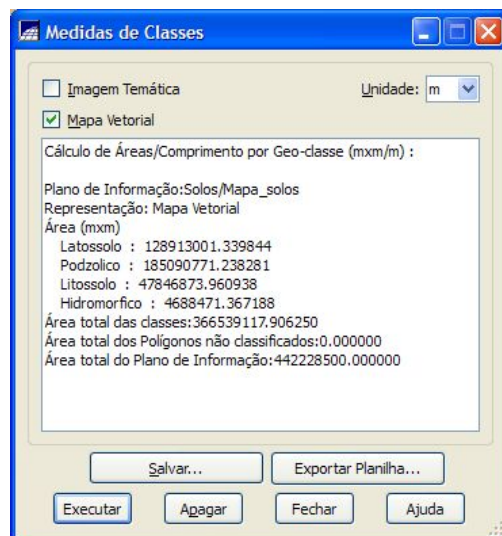 Medidas de Classes
Imagem Temática
Unidade: m
Mapa Vetorial
Cálculo de Áreas/Comprimento por Geo-classe (mxm/m) :
Plano de Informação:Solos/Mapa_solos
Representação: Mapa Vetorial
Área (mxm)
Latossolo : 128913001.339844
Podzolico : 185090771.238281
Litossolo : 47846873.960938
Hidromorfico : 4688471.367188
Área total das classes:366539117.906250
Área total dos Polígonos não classificados:0.000000
Área total do Plano de Informação:442228500.000000
Salvar... Exportar Planilha...
Executar Apagar Fechar Ajuda